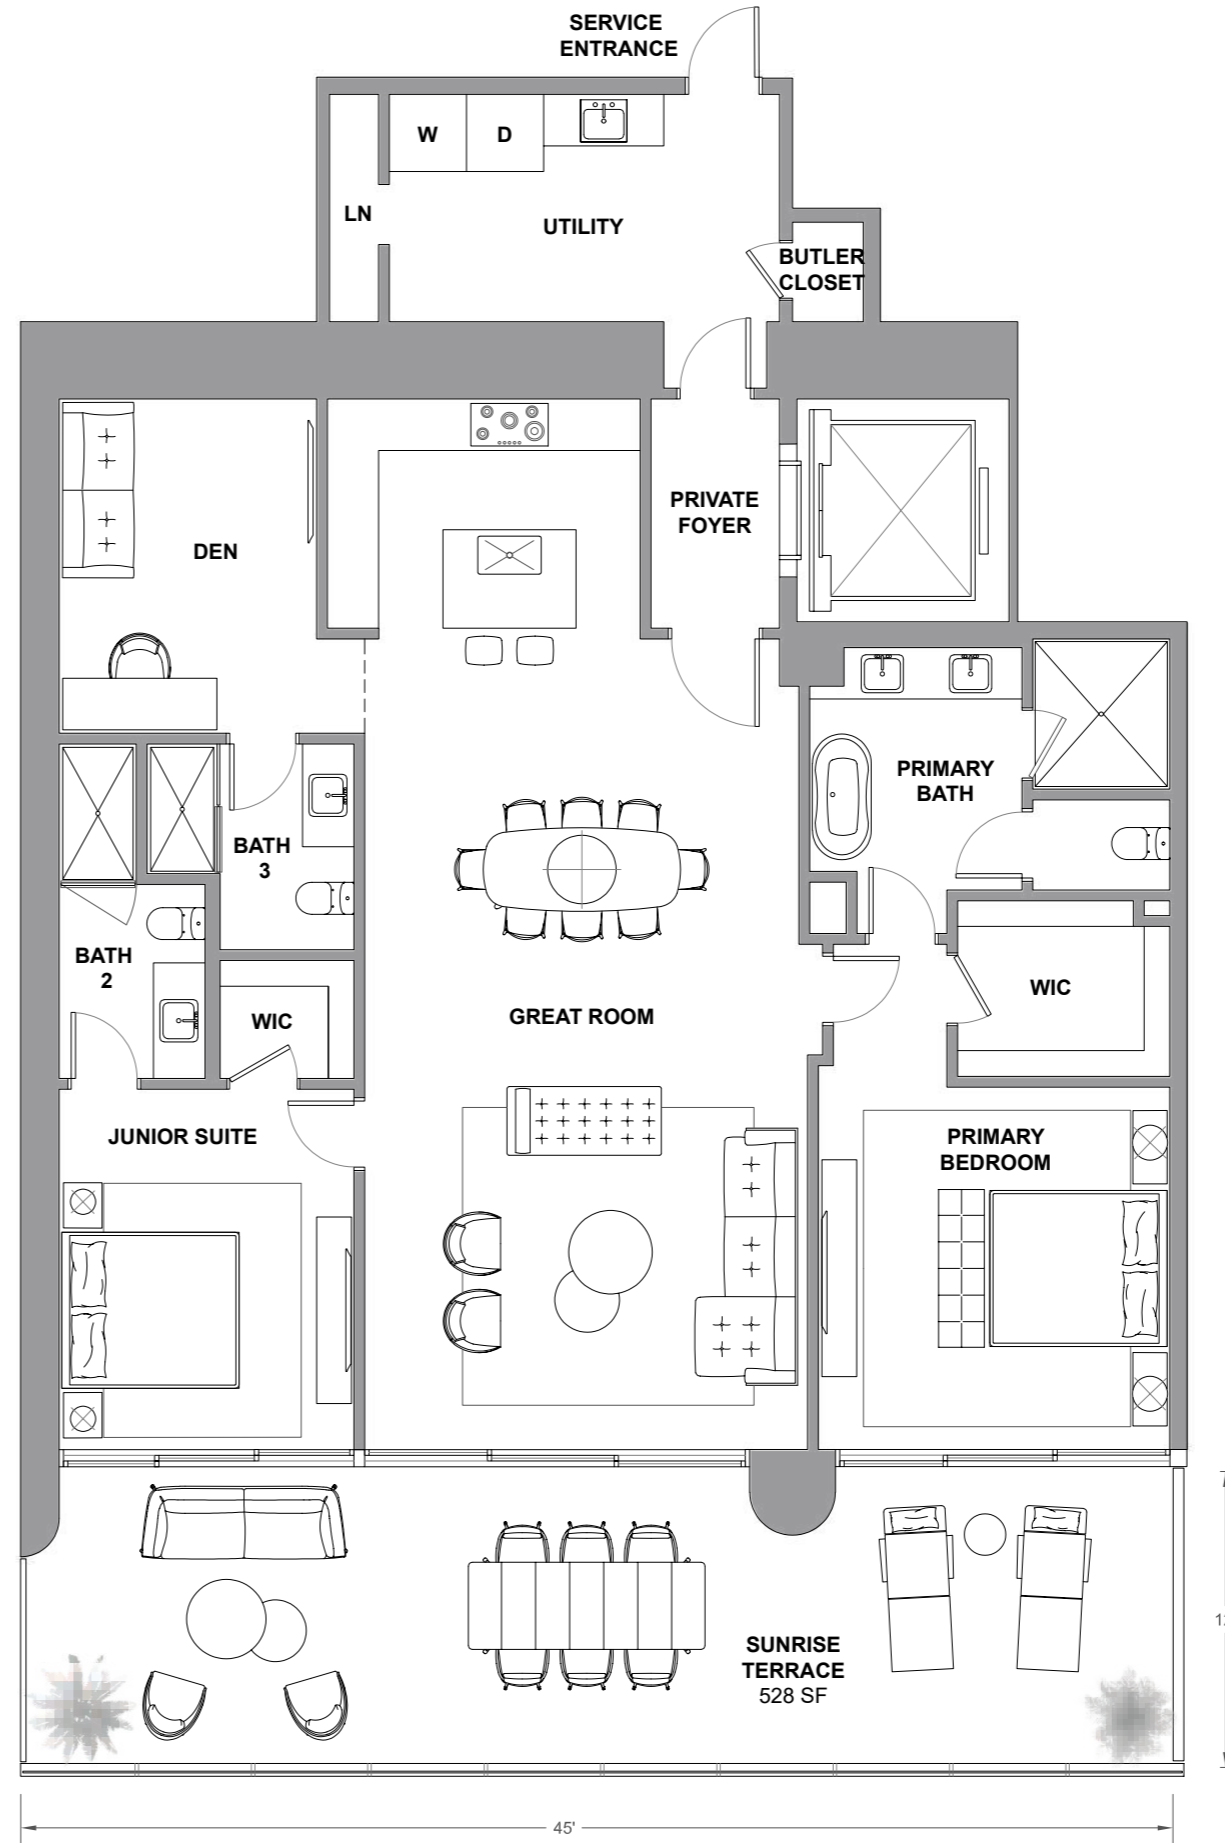 SERVICE
ENTRANCE
W
D
LN
UTILITY
BUTLER
CLOSET
PRIVATE
FOYER
DEN
PRIMARY
BATH
BATH
3
BATH
2
WIC
GREAT ROOM
WIC
JUNIOR SUITE
PRIMARY
BEDROOM
SUNRISE
TERRACE
528 SF
45'